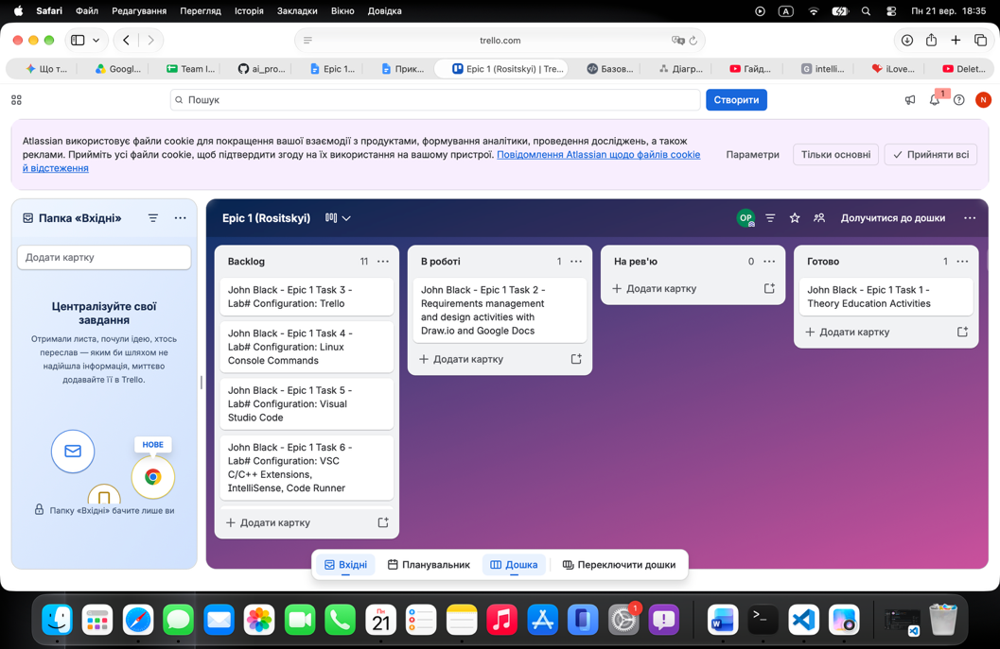 Safari Файл Редагування Перегляд Історія Закладки Вікно Довідка A Пн 21 вер. 18:35
trello.com
Що т... Googl... Team I... ai_pro... Epic 1... Прик... Epic 1 (Rositskyi) | Tre... Базов... Діагр... Гайд... G intelli... iLove... Delet...
Пошук Створити 1 N
Atlassian використовує файли cookie для покращення вашої взаємодії з продуктами, формування аналітики, проведення досліджень, а також
реклами. Прийміть усі файли cookie, щоб підтвердити згоду на їх використання на вашому пристрої. Повідомлення Atlassian щодо файлів cookie
й відстеження
Параметри Тільки основні Прийняти всі
Папка «Вхідні»
Додати картку
Централізуйте свої
завдання
Отримали листа, почули ідею, хтось
переслав — яким би шляхом не
надійшла інформація, миттєво
додавайте її в Trello.
НОВЕ
Папку «Вхідні» бачите лише ви
Epic 1 (Rositskyi) OP Долучитися до дошки
Backlog 11
John Black - Epic 1 Task 3 -
Lab# Configuration: Trello
John Black - Epic 1 Task 4 -
Lab# Configuration: Linux
Console Commands
John Black - Epic 1 Task 5 -
Lab# Configuration: Visual
Studio Code
John Black - Epic 1 Task 6 -
Lab# Configuration: VSC
C/C++ Extensions,
IntelliSense, Code Runner
Додати картку
В роботі 1
John Black - Epic 1 Task 2 -
Requirements management
and design activities with
Draw.io and Google Docs
Додати картку
На рев'ю 0
Додати картку
Готово 1
John Black - Epic 1 Task 1 -
Theory Education Activities
Додати картку
Вхідні Планувальник Дошка Переключити дошки
Пн
21
1
W
>_